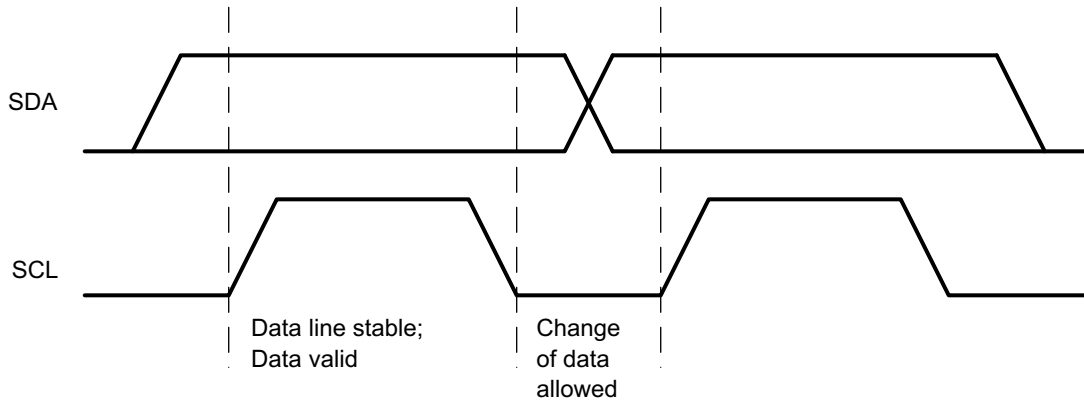 SDA
SCL
Data line stable;
Data valid
Change
of data
allowed